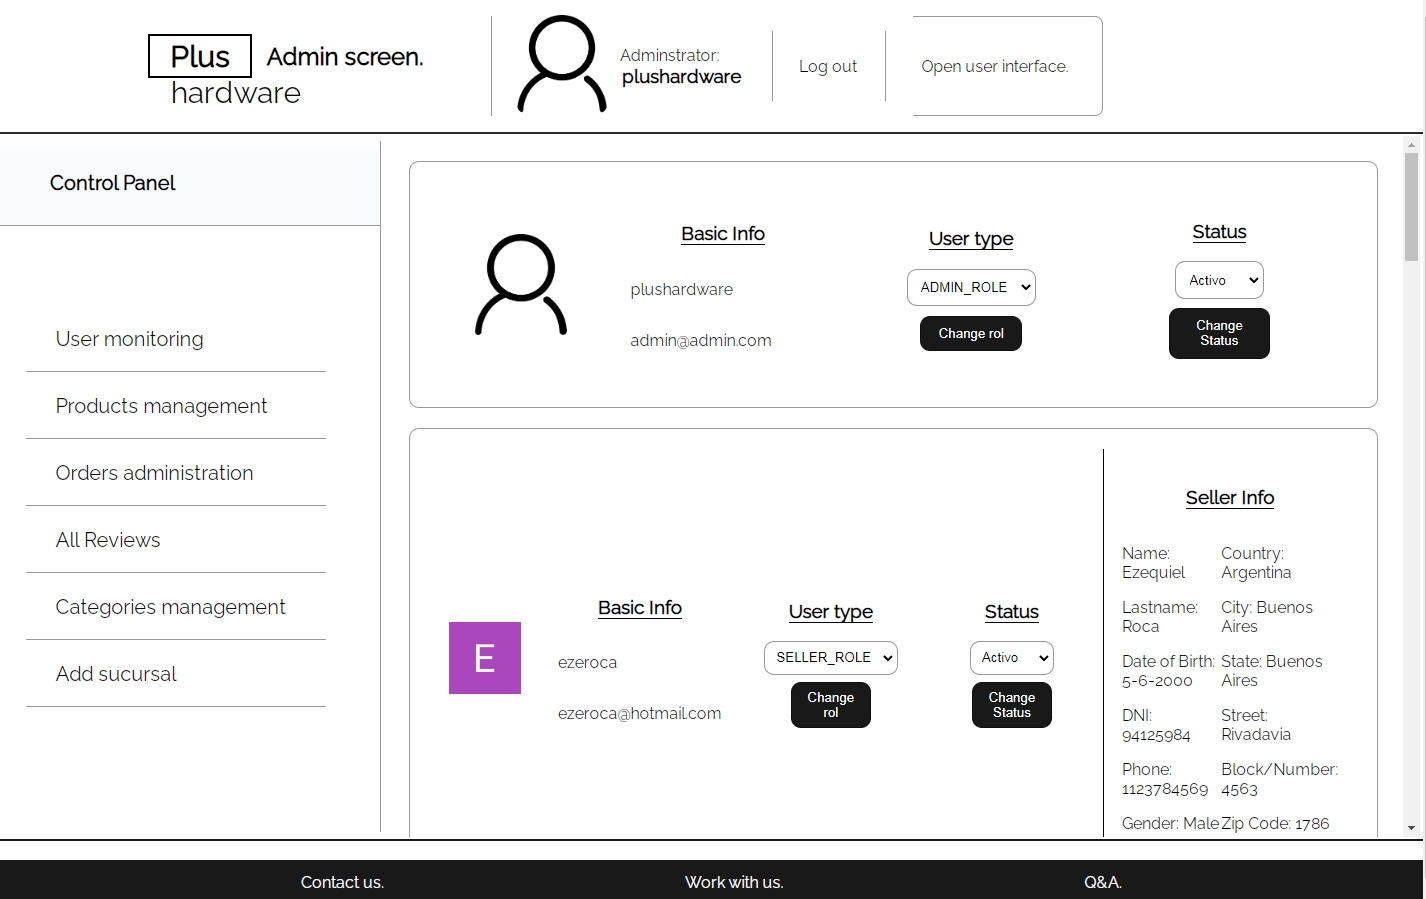 Plus
hardware
Admin screen.
Adminstrator:
plushardware
Log out
Open user interface.
Control Panel
User monitoring
Products management
Orders administration
All Reviews
Categories management
Add sucursal
Basic Info
plushardware
admin@admin.com
User type
ADMIN_ROLE
Change rol
Status
Activo
Change
Status
E
Basic Info
ezeroca
ezeroca@hotmail.com
User type
SELLER_ROLE
Change
rol
Status
Activo
Change
Status
Seller Info
Name:
Ezequiel
Country:
Argentina
Lastname:
Roca
City: Buenos
Aires
Date of Birth:
5-6-2000
State: Buenos
Aires
DNI:
94125984
Street:
Rivadavia
Phone:
1123784569
Block/Number:
4563
Gender: Male
Zip Code: 1786
Contact us.
Work with us.
Q&A.